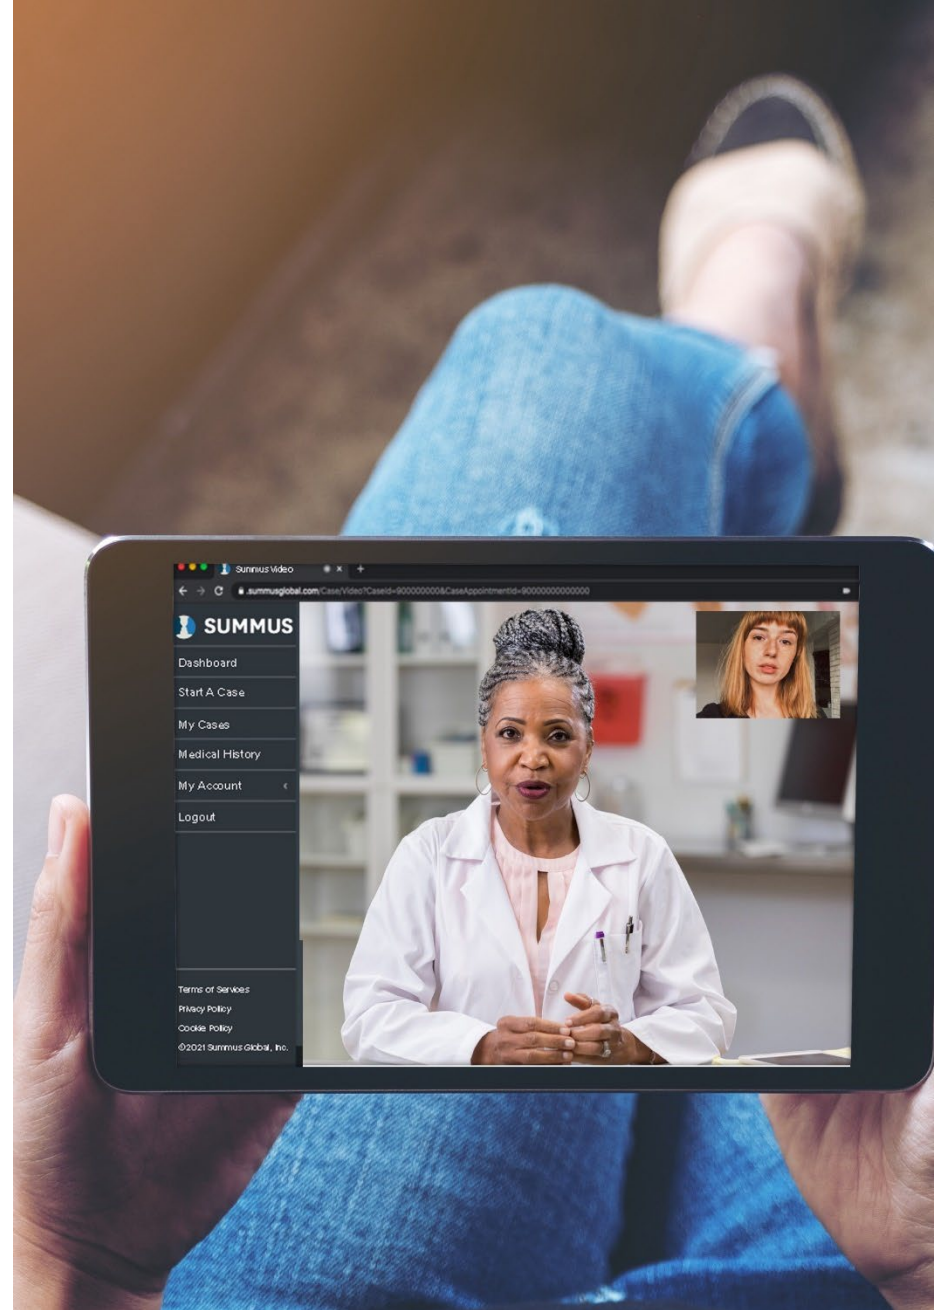 Summus Video
.summusglobal.com/Case/Video?CaseId=900000000&CaseAppointmentId=90000000000000
SUMMUS
Dashboard
Start A Case
My Cases
Medical History
My Account
Logout
Terms of Services
Privacy Policy
Cookie Policy
©2021 Summus Global, Inc.